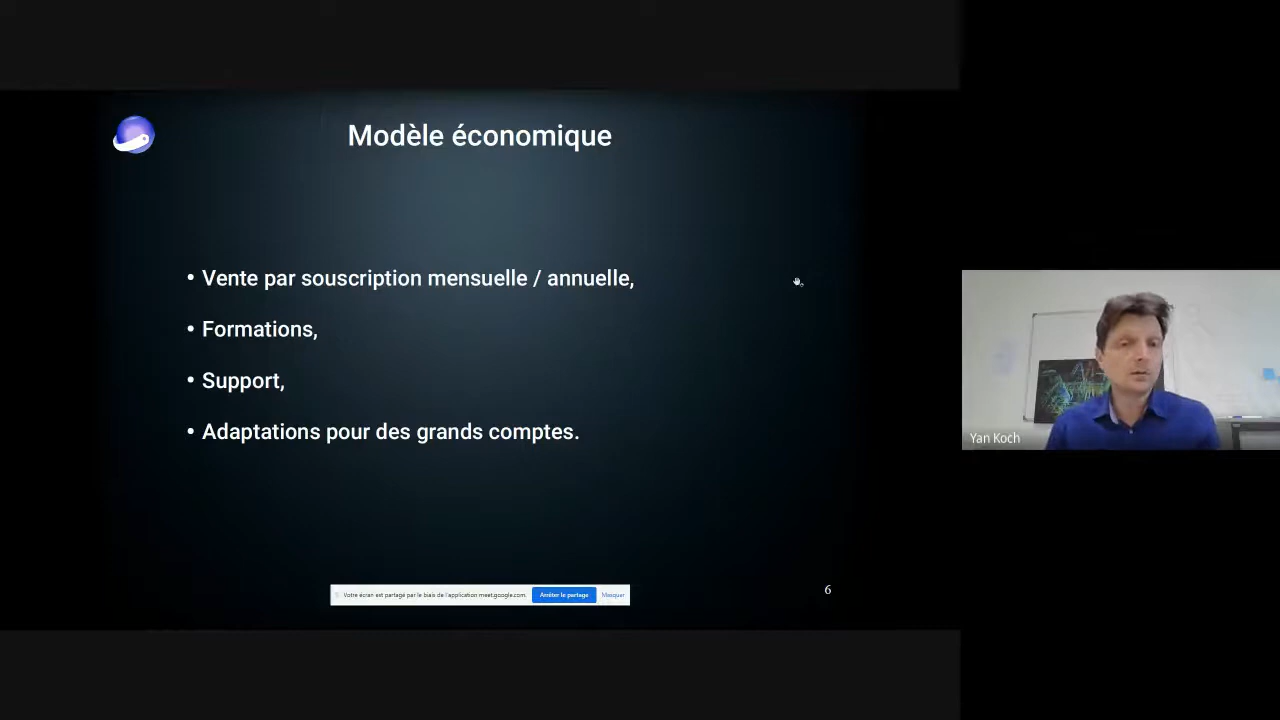 Modèle économique
• Vente par souscription mensuelle / annuelle,
• Formations,
• Support,
• Adaptations pour des grands comptes.
Yan Koch
Votre écran est partagé par le biais de l'application meet.google.com.
Arrêter le partage
Masquer
6